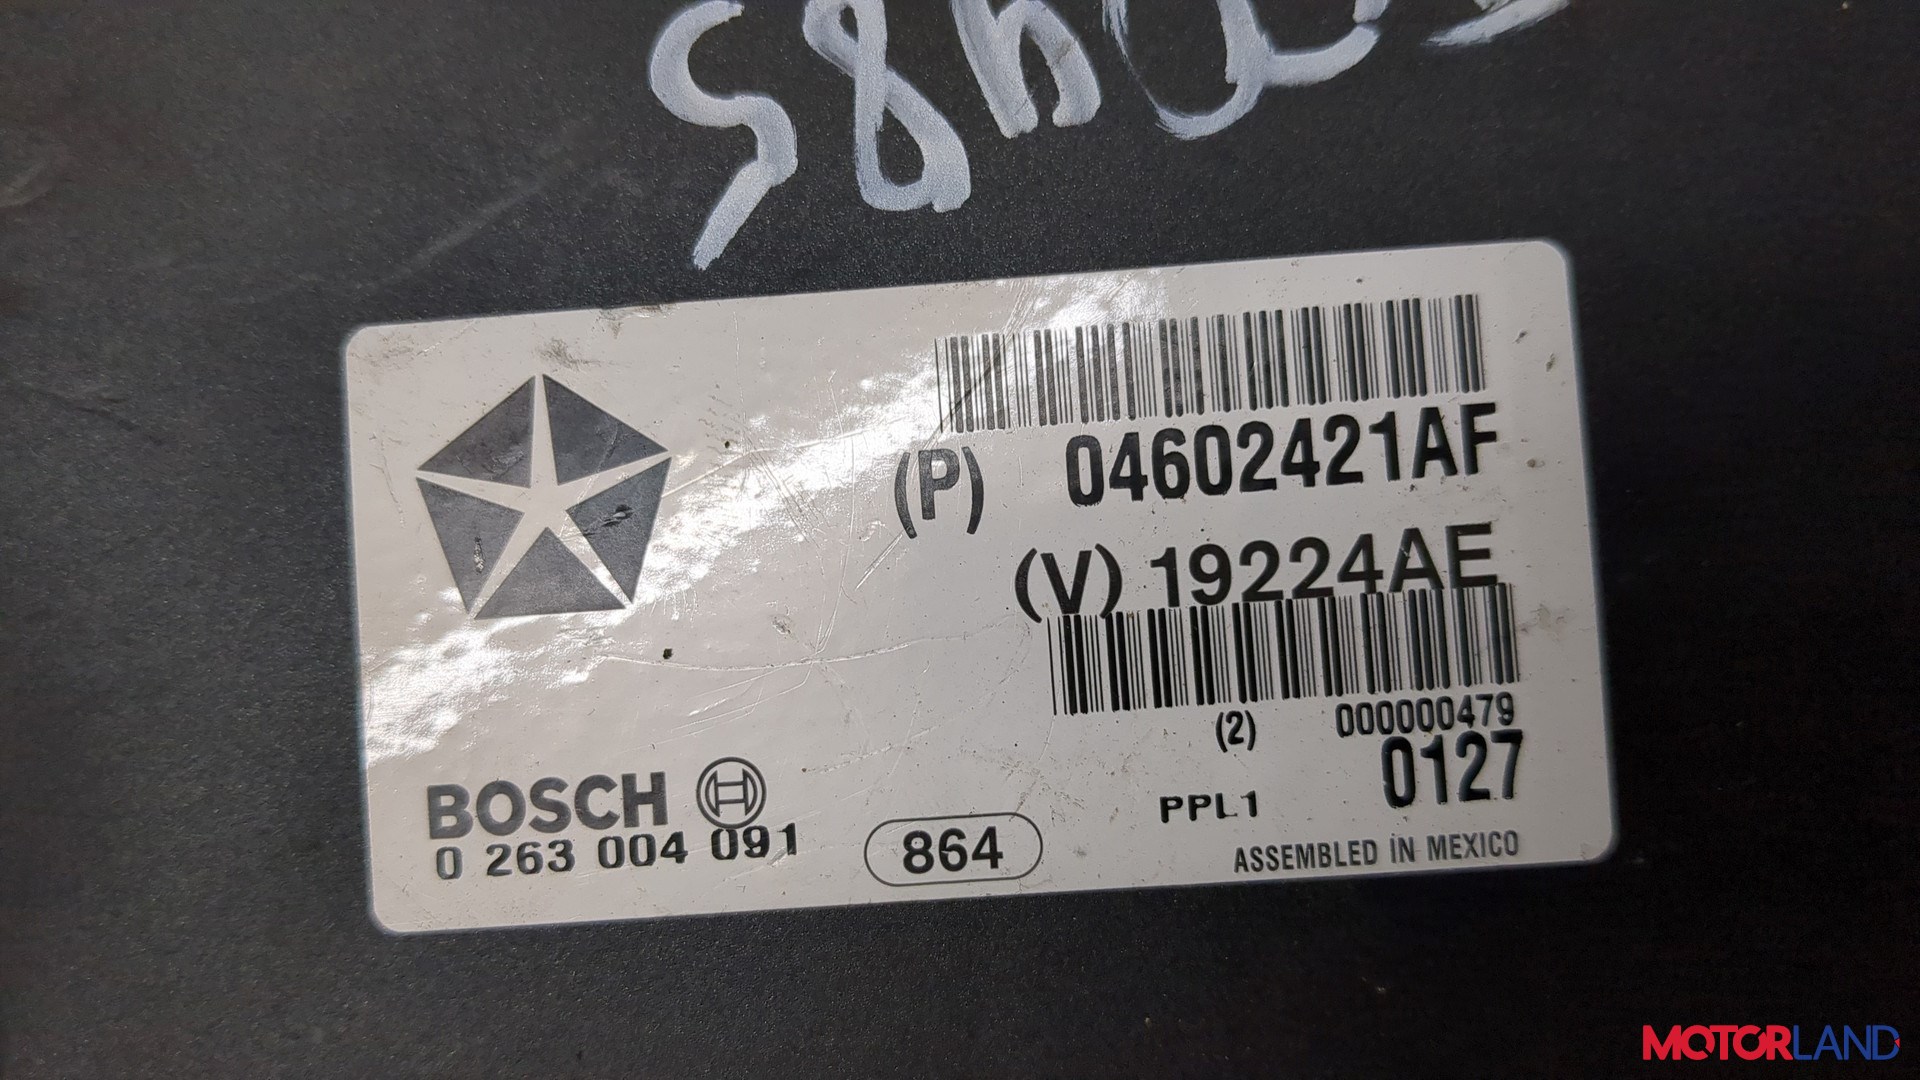 (P) 04602421AF
(V) 19224AE
(2) 000000479
0127
PPL1
BOSCH
0 263 004 091
864
ASSEMBLED IN MEXICO
MOTORLAND